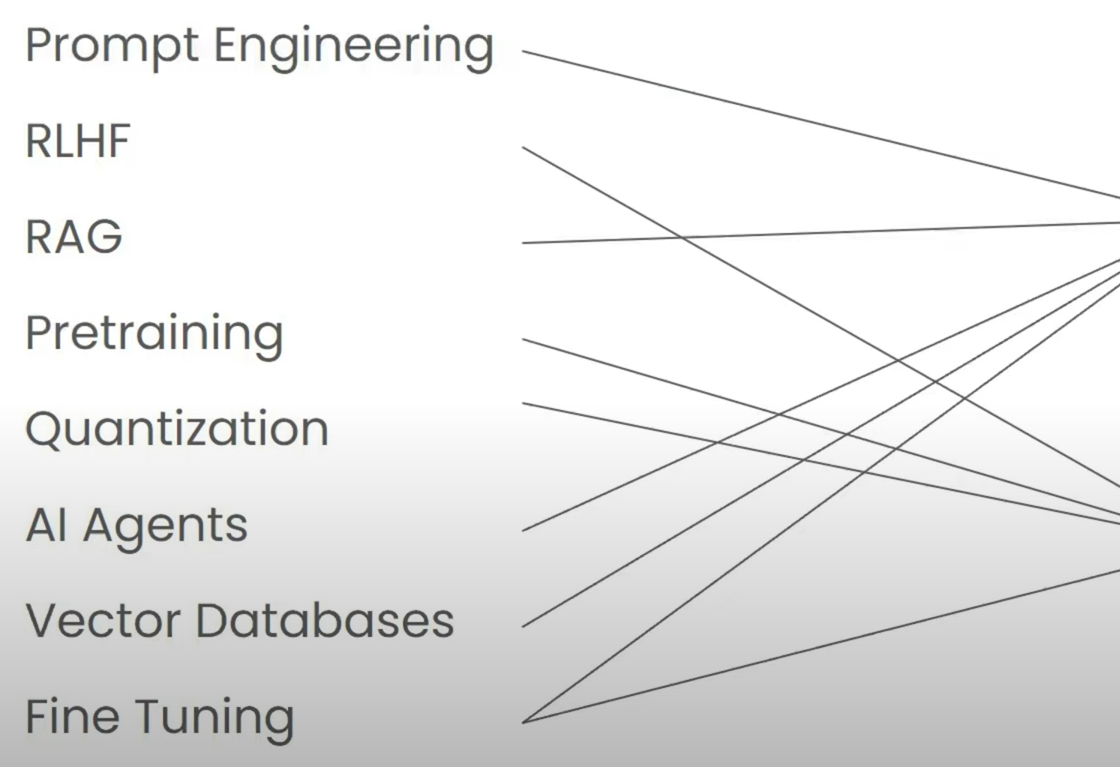 Prompt Engineering
RLHF
RAG
Pretraining
Quantization
AI Agents
Vector Databases
Fine Tuning